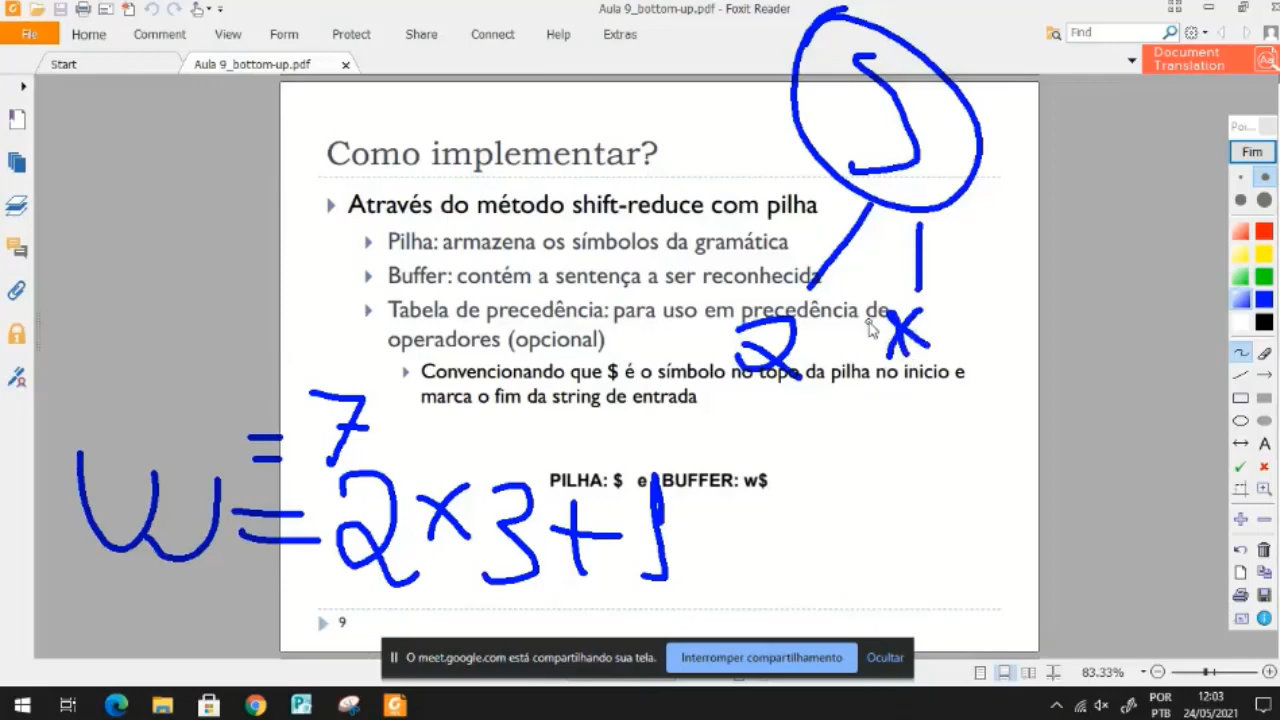 Aula 9_bottom-up.pdf - Foxit Reader
File Home Comment View Form Protect Share Connect Help Extras
Find
Start
Aula 9_bottom-up.pdf
Document Translation
Como implementar?
Através do método shift-reduce com pilha
Pilha: armazena os símbolos da gramática
Buffer: contém a sentença a ser reconhecida
Tabela de precedência: para uso em precedência de
operadores (opcional)
2 *
Convencionando que $ é o símbolo no topo da pilha no inicio e
marca o fim da string de entrada
= 7
PILHA: $ e BUFFER: w$
w = 2 x 3 + 1
9
Poi...
Fim
A
O meet.google.com está compartilhando sua tela.
Interromper compartilhamento
Ocultar
83.33%
POR
PTB
12:03
24/05/2021